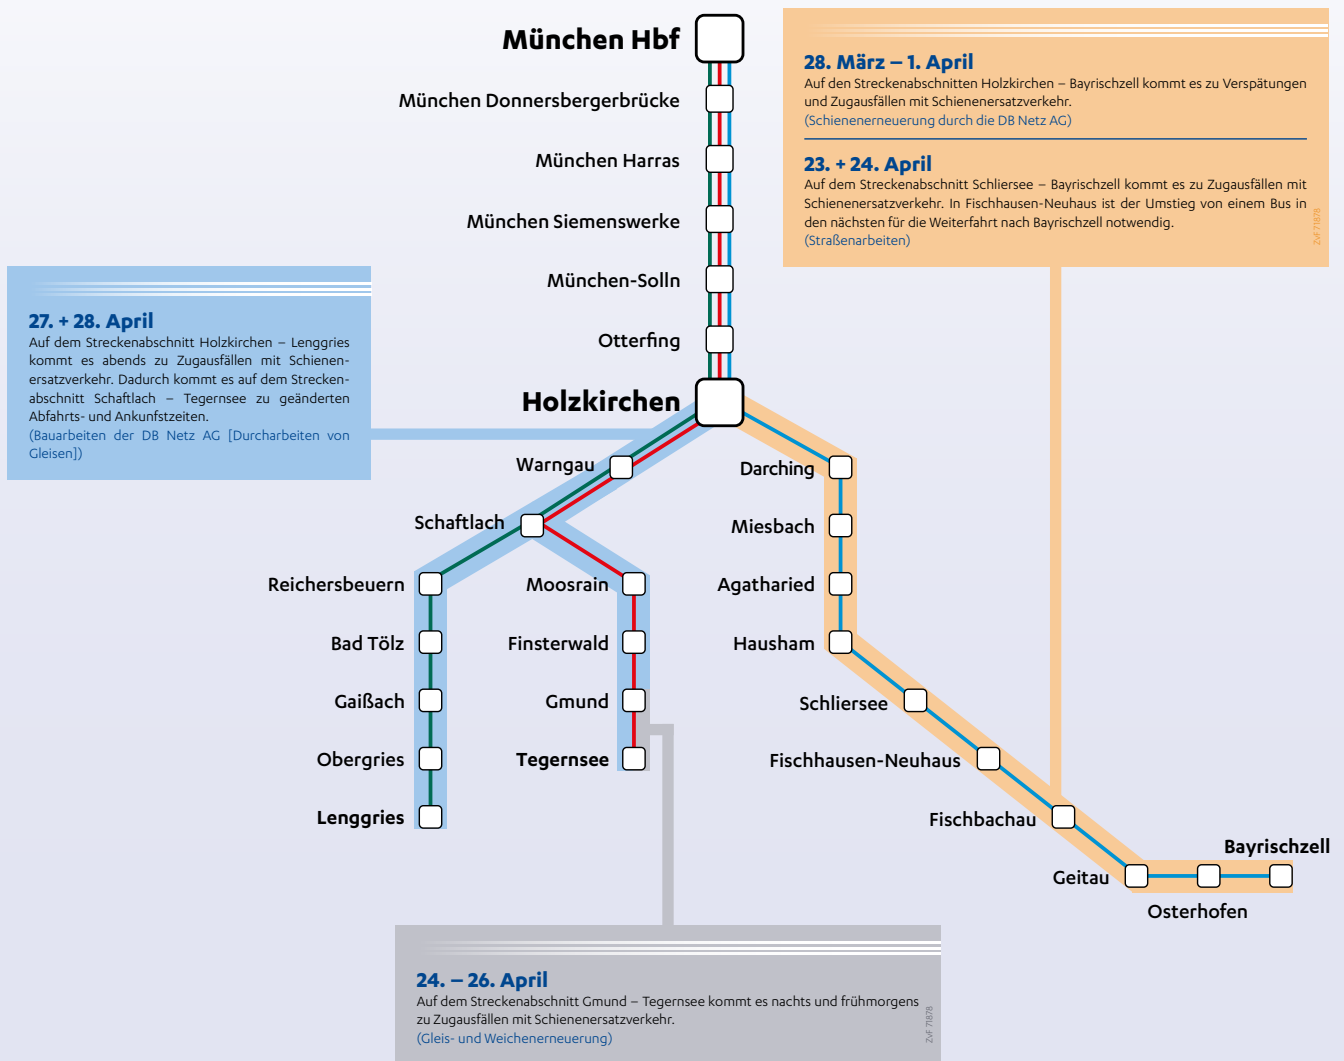 München Hbf
München Donnersbergerbrücke
München Harras
München Siemenswerke
München-Solln
Otterfing
Holzkirchen
28. März – 1. April
Auf den Streckenabschnitten Holzkirchen – Bayrischzell kommt es zu Verspätungen
und Zugausfällen mit Schienenersatzverkehr.
(Schienenerneuerung durch die DB Netz AG)
23. + 24. April
Auf dem Streckenabschnitt Schliersee – Bayrischzell kommt es zu Zugausfällen mit
Schienenersatzverkehr. In Fischhausen-Neuhaus ist der Umstieg von einem Bus in
den nächsten für die Weiterfahrt nach Bayrischzell notwendig.
(Straßenarbeiten)
ZvF 71878
27. + 28. April
Auf dem Streckenabschnitt Holzkirchen – Lenggries
kommt es abends zu Zugausfällen mit Schienen-
ersatzverkehr. Dadurch kommt es auf dem Strecken-
abschnitt Schaftlach – Tegernsee zu geänderten
Abfahrts- und Ankunfstzeiten.
(Bauarbeiten der DB Netz AG [Durcharbeiten von
Gleisen])
Warngau
Schaftlach
Reichersbeuern
Bad Tölz
Gaißach
Obergries
Lenggries
Moosrain
Finsterwald
Gmund
Tegernsee
Darching
Miesbach
Agatharied
Hausham
Schliersee
Fischhausen-Neuhaus
Fischbachau
Geitau
Osterhofen
Bayrischzell
24. – 26. April
Auf dem Streckenabschnitt Gmund – Tegernsee kommt es nachts und frühmorgens
zu Zugausfällen mit Schienenersatzverkehr.
(Gleis- und Weichenerneuerung)
ZvF 71878